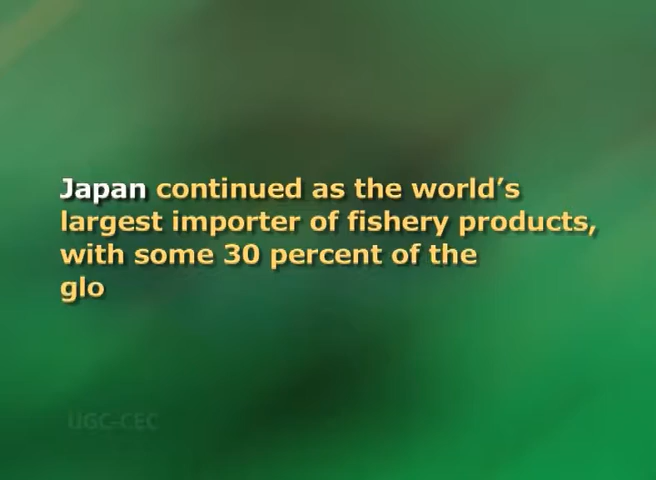 Japan continued as the world’s
largest importer of fishery products,
with some 30 percent of the
glo
UGC-CEC